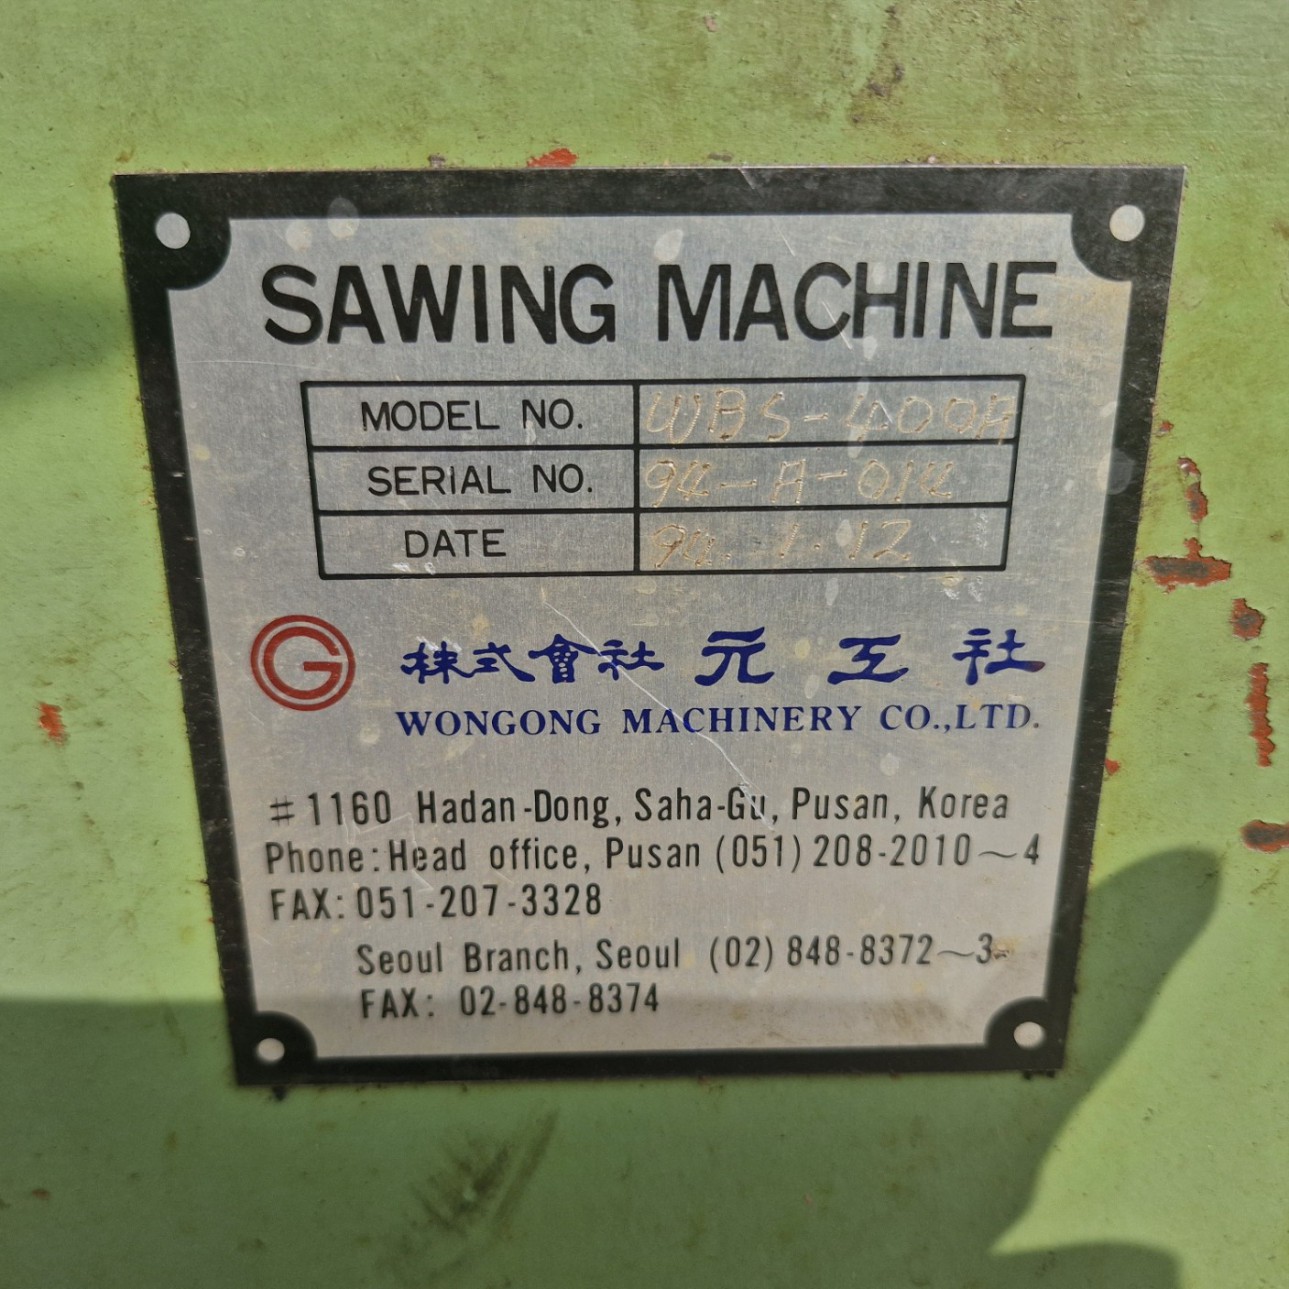 SAWING MACHINE
MODEL NO. WBS-400A
SERIAL NO. 94-A-014
DATE 94. 1. 12
G 株式會社 元工社
WONGONG MACHINERY CO.,LTD.
#1160 Hadan-Dong, Saha-Gu, Pusan, Korea
Phone: Head office, Pusan (051) 208-2010~4
FAX: 051-207-3328
Seoul Branch, Seoul (02) 848-8372~3
FAX: 02-848-8374